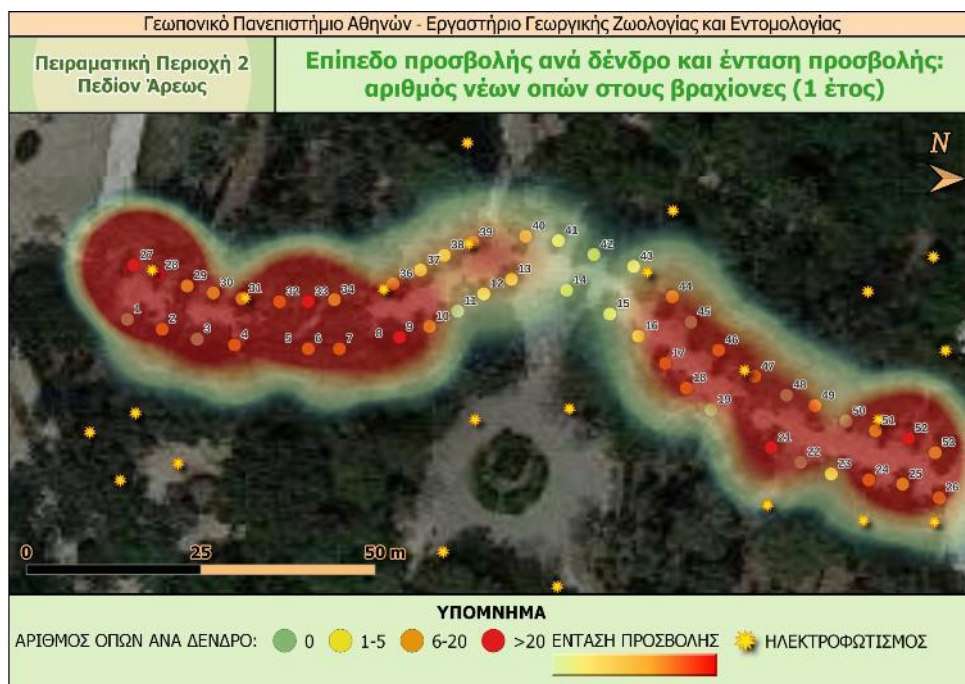 Γεωπονικό Πανεπιστήμιο Αθηνών - Εργαστήριο Γεωργικής Ζωολογίας και Εντομολογίας
Πειραματική Περιοχή 2
Πεδίον Άρεως
Επίπεδο προσβολής ανά δένδρο και ένταση προσβολής:
αριθμός νέων οπών στους βραχίονες (1 έτος)
N
40 41
39
38 42
27 28 37 43
29 30 31 32 33 34 36 13 14 44
12
1 2 3 4 5 6 7 8 9 10 11 15 45
16 46
17 47
18 48 49
19 50 51 52 53
21 22 23 24 25 26
0 25 50 m
ΥΠΟΜΝΗΜΑ
ΑΡΙΘΜΟΣ ΟΠΩΝ ΑΝΑ ΔΕΝΔΡΟ: 0 1-5 6-20 >20 ΕΝΤΑΣΗ ΠΡΟΣΒΟΛΗΣ ΗΛΕΚΤΡΟΦΩΤΙΣΜΟΣ